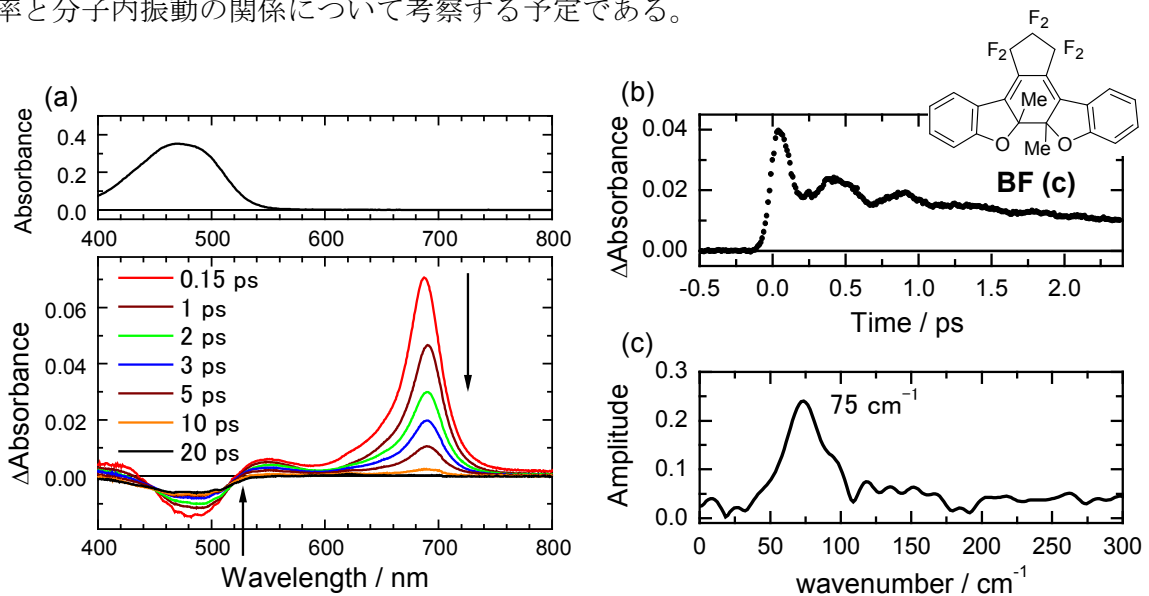 率と分子内振動の関係について考察する予定である。
(a)
Absorbance
0.4
0.2
0.0
400 500 600 700 800
0.15 ps
1 ps
2 ps
3 ps
5 ps
10 ps
20 ps
ΔAbsorbance
0.06
0.04
0.02
0.00
400 500 600 700 800
Wavelength / nm
(b)
F2
F2 F2
Me
O Me O
BF (c)
ΔAbsorbance
0.04
0.02
0.00
-0.5 0.0 0.5 1.0 1.5 2.0
Time / ps
(c)
Amplitude
0.3
0.2
0.1
0.0
75 cm⁻¹
0 50 100 150 200 250 300
wavenumber / cm⁻¹